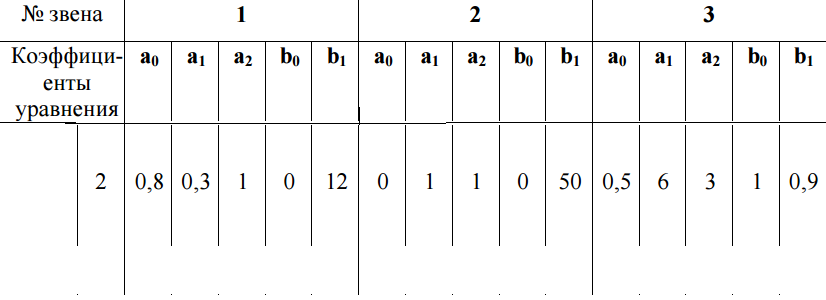 № звена 1 2 3
Коэффици-
енты
уравнения
a₀ a₁ a₂ b₀ b₁ a₀ a₁ a₂ b₀ b₁ a₀ a₁ a₂ b₀ b₁
2 0,8 0,3 1 0 12 0 1 1 0 50 0,5 6 3 1 0,9